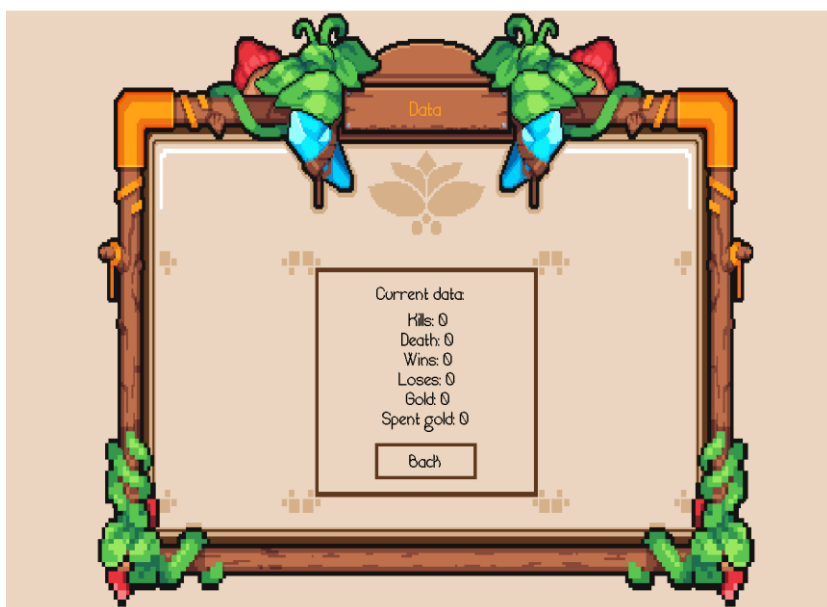 Data
Current data:
Kills: 0
Death: 0
Wins: 0
Loses: 0
Gold: 0
Spent gold: 0
Back